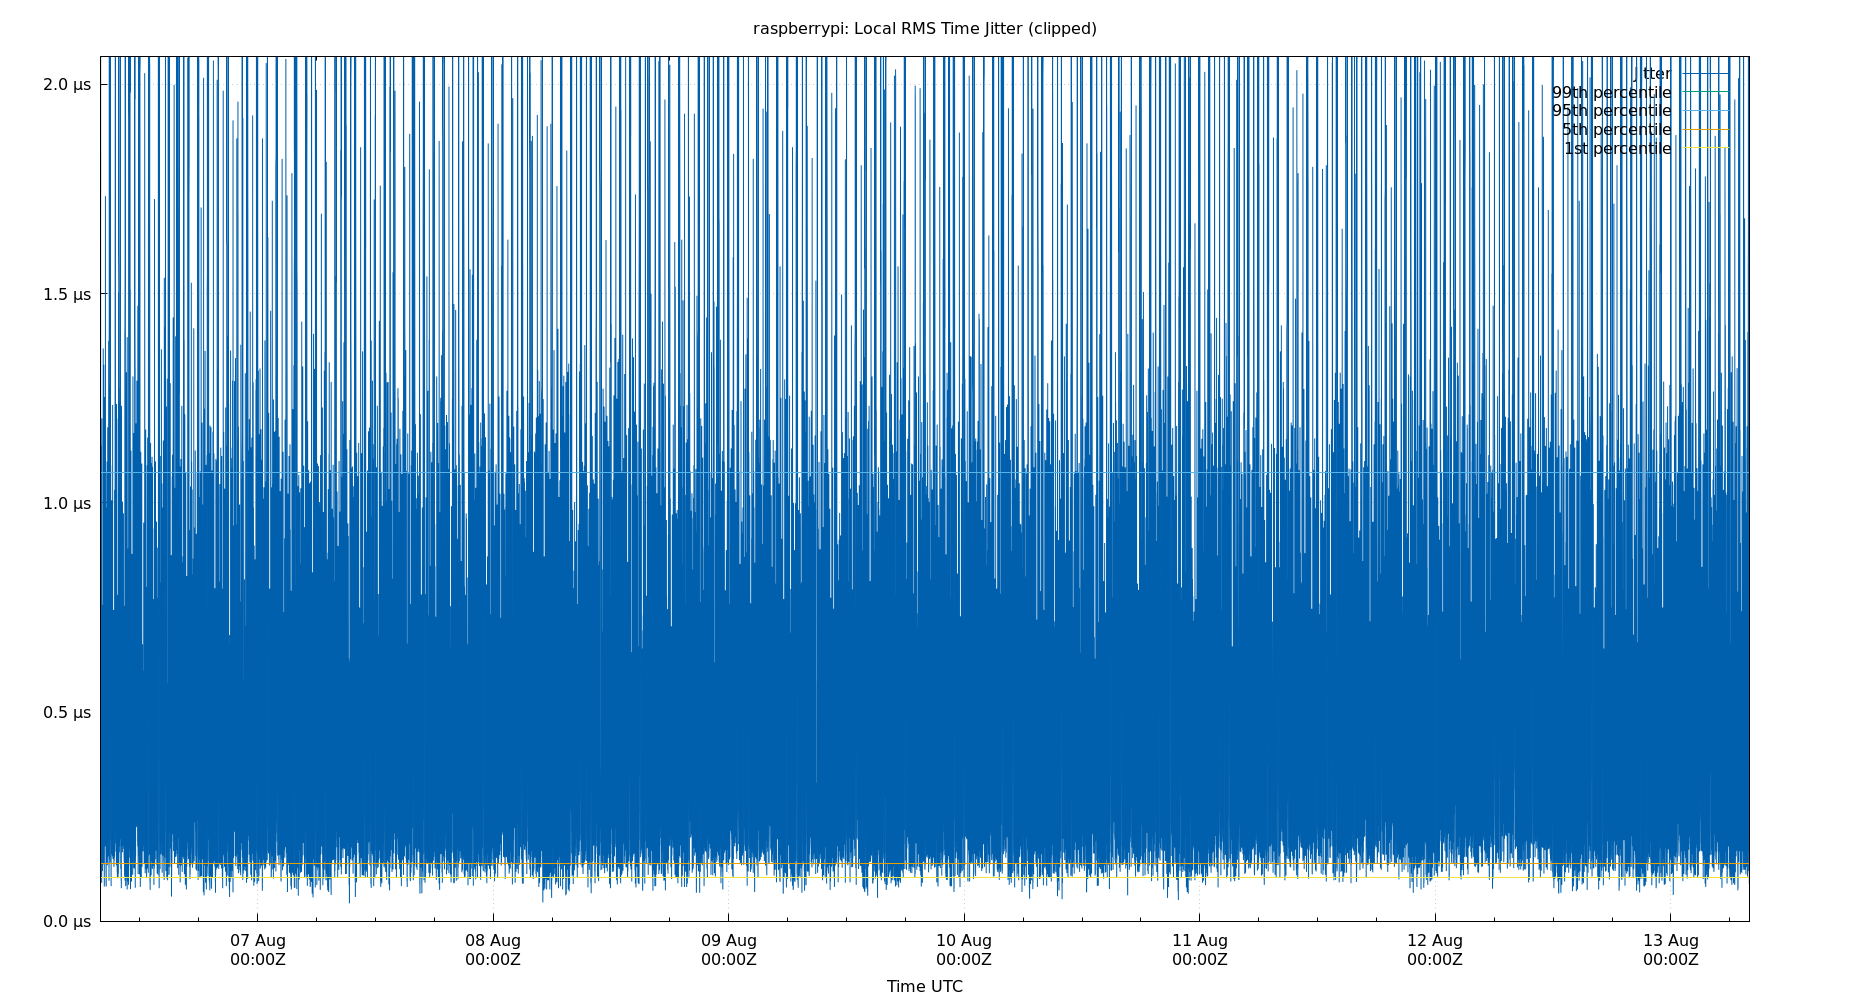 raspberrypi: Local RMS Time Jitter (clipped)
2.0 μs
1.5 μs
1.0 μs
0.5 μs
0.0 μs
Jitter
99th percentile
95th percentile
5th percentile
1st percentile
07 Aug 08 Aug 09 Aug 10 Aug 11 Aug 12 Aug 13 Aug
00:00Z 00:00Z 00:00Z 00:00Z 00:00Z 00:00Z 00:00Z
Time UTC